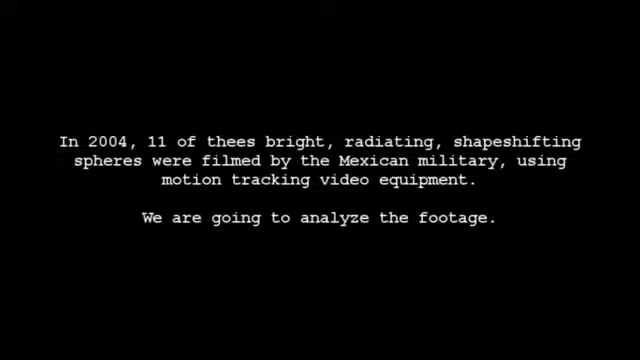 In 2004, 11 of thees bright, radiating, shapeshifting
spheres were filmed by the Mexican military, using
motion tracking video equipment.
We are going to analyze the footage.